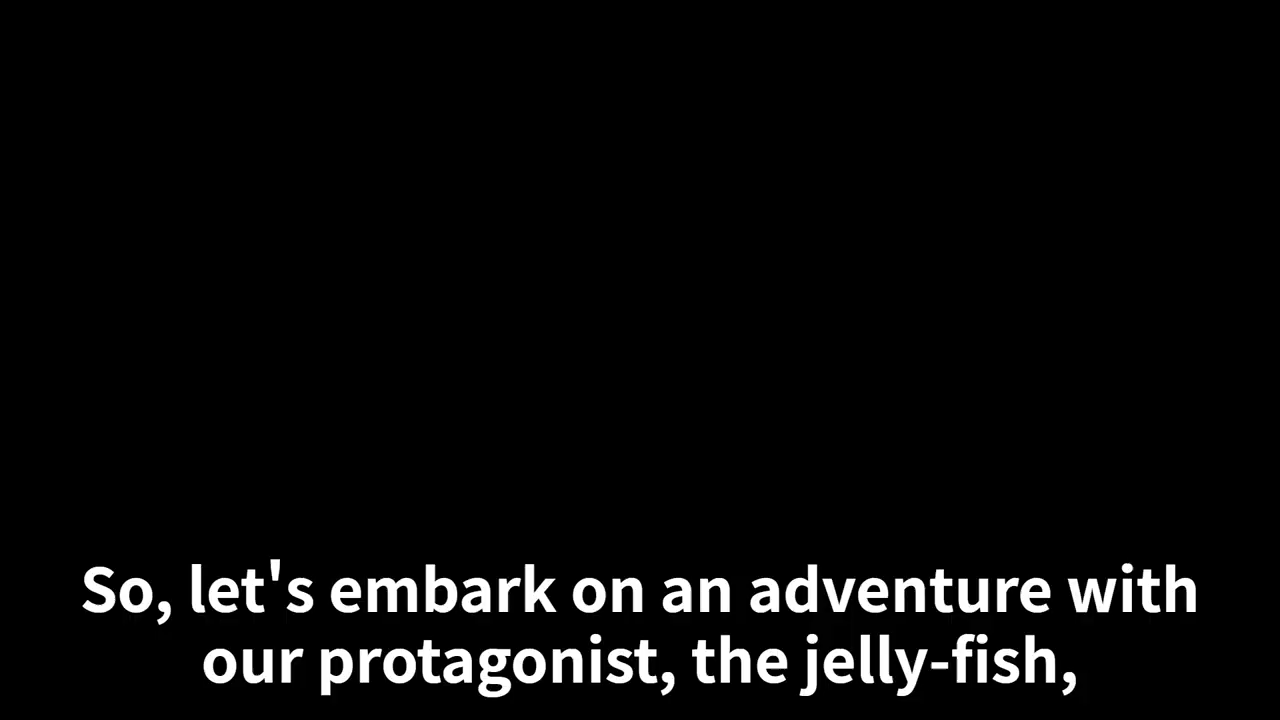 So, let's embark on an adventure with
our protagonist, the jelly-fish,